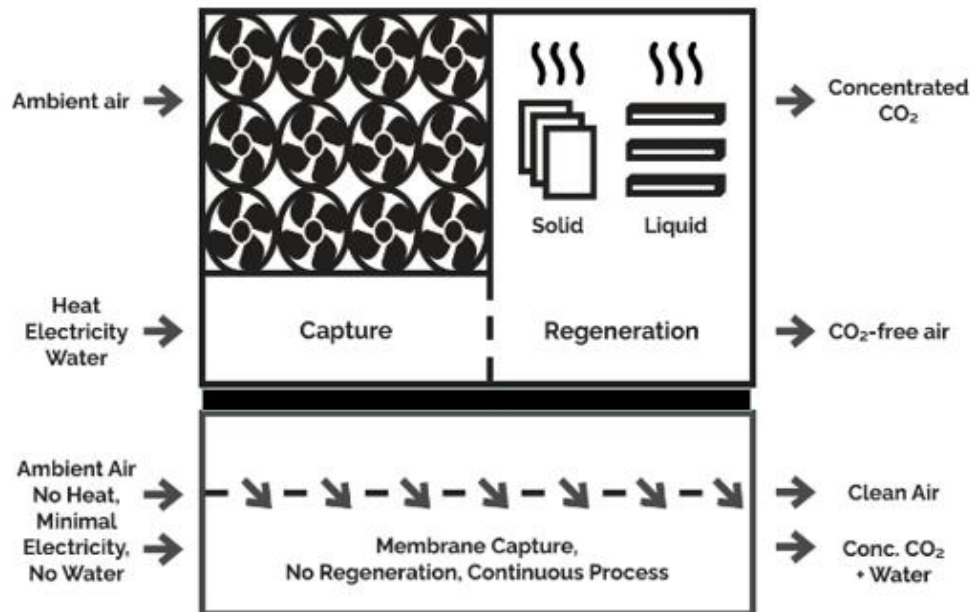 Ambient air
Concentrated
CO₂
Solid
Liquid
Heat
Electricity
Water
Capture
Regeneration
CO₂-free air
Ambient Air
No Heat,
Minimal
Electricity,
No Water
Membrane Capture,
No Regeneration, Continuous Process
Clean Air
Conc. CO₂
+ Water